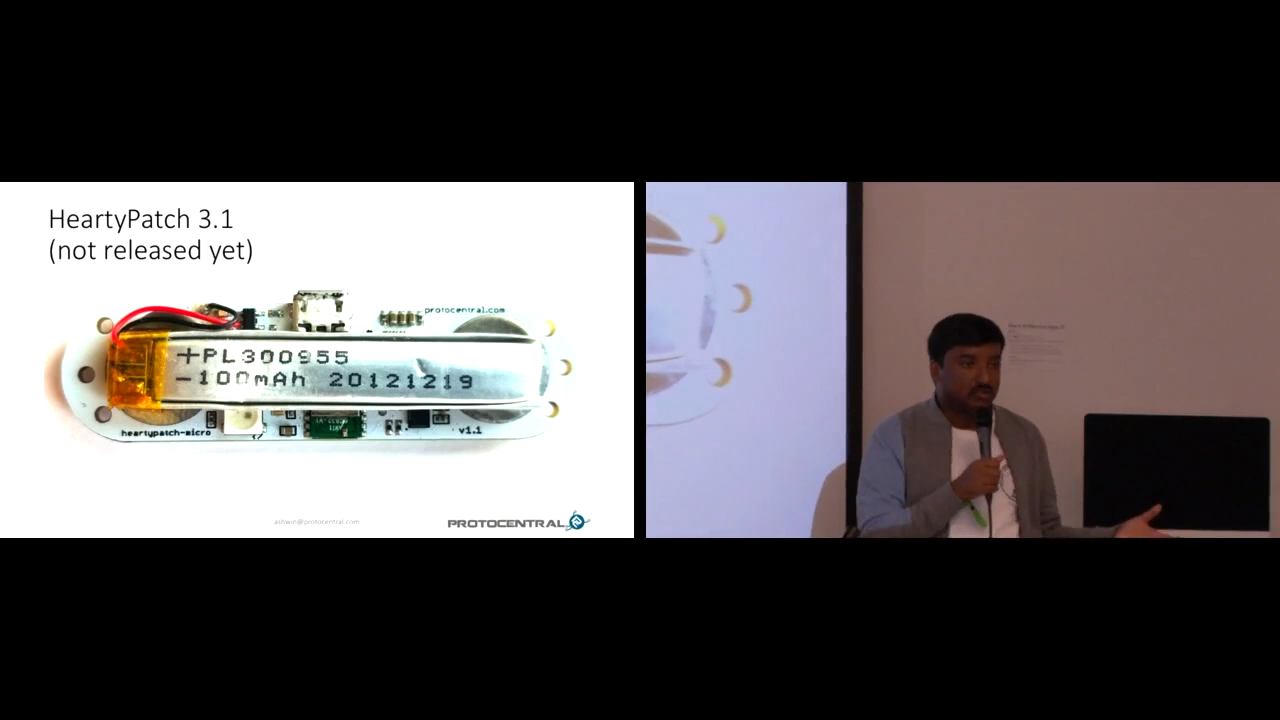 HeartyPatch 3.1
(not released yet)
protocentral.com
+PL300955
-100mAh 20121219
heartypatch-micro
v1.1
ashwin@protocentral.com
PROTOCENTRAL